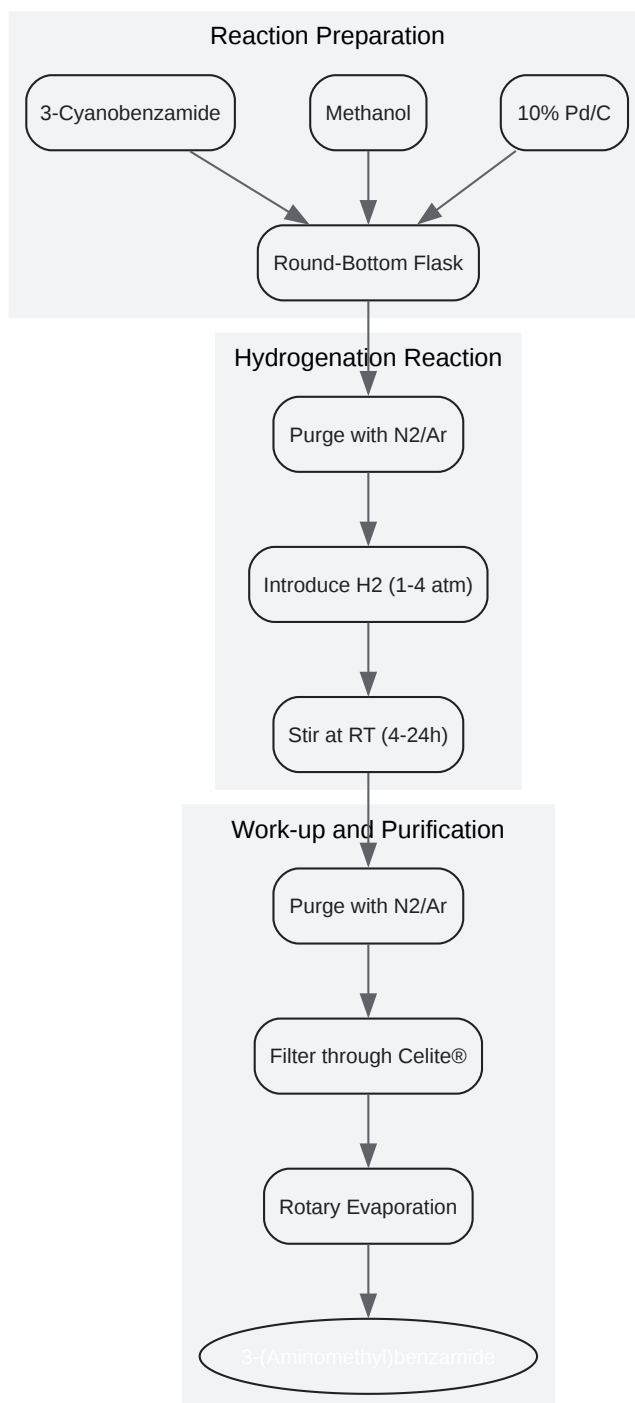 Reaction Preparation
3-Cyanobenzamide
Methanol
10% Pd/C
Round-Bottom Flask
Hydrogenation Reaction
Purge with N2/Ar
Introduce H2 (1-4 atm)
Stir at RT (4-24h)
Work-up and Purification
Purge with N2/Ar
Filter through Celite®
Rotary Evaporation
3-(Aminomethyl)benzamide